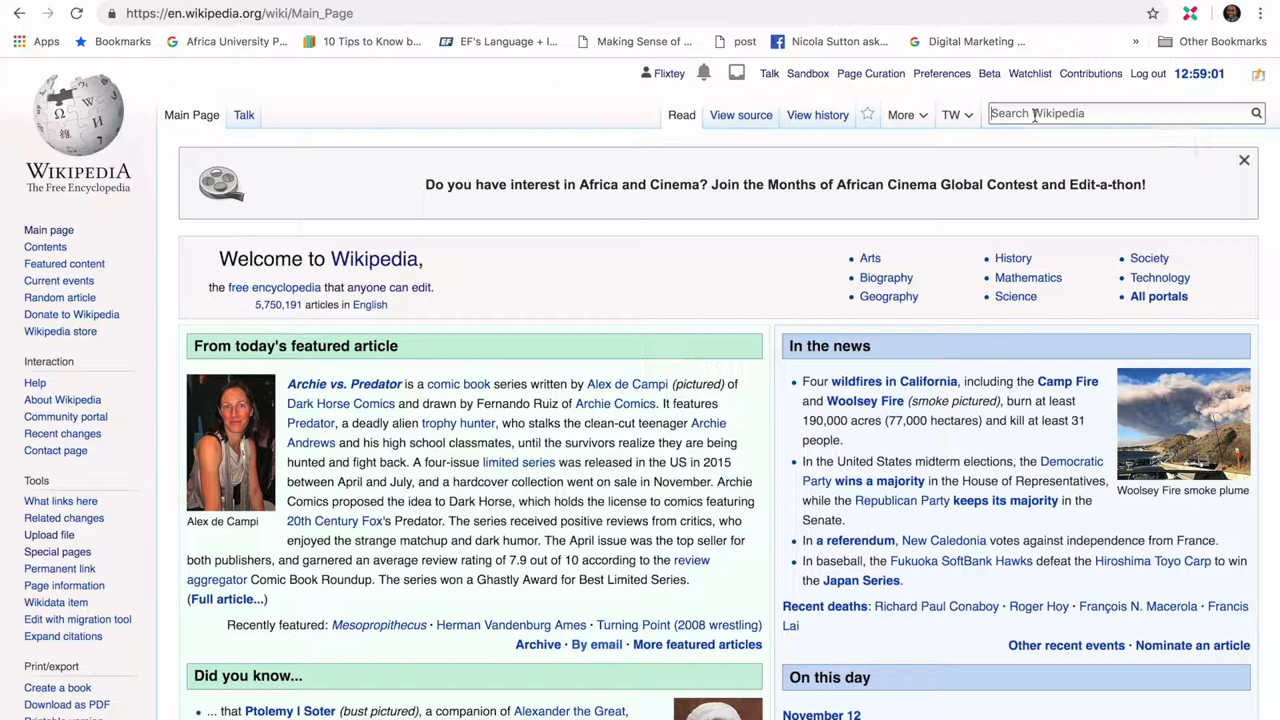 https://en.wikipedia.org/wiki/Main_Page
Apps Bookmarks Africa University P... 10 Tips to Know b... EF's Language + I... Making Sense of ... post Nicola Sutton ask... Digital Marketing ... » Other Bookmarks
Flixtey Talk Sandbox Page Curation Preferences Beta Watchlist Contributions Log out 12:59:01
Main Page Talk Read View source View history More TW Search Wikipedia
WIKIPEDIA
The Free Encyclopedia
Do you have interest in Africa and Cinema? Join the Months of African Cinema Global Contest and Edit-a-thon!
Main page
Contents
Featured content
Current events
Random article
Donate to Wikipedia
Wikipedia store
Interaction
Help
About Wikipedia
Community portal
Recent changes
Contact page
Tools
What links here
Related changes
Upload file
Special pages
Permanent link
Page information
Wikidata item
Edit with migration tool
Expand citations
Print/export
Create a book
Download as PDF
Welcome to Wikipedia,
the free encyclopedia that anyone can edit.
5,750,191 articles in English
Arts
Biography
Geography
History
Mathematics
Science
Society
Technology
All portals
From today's featured article
Archie vs. Predator is a comic book series written by Alex de Campi (pictured) of
Dark Horse Comics and drawn by Fernando Ruiz of Archie Comics. It features
Predator, a deadly alien trophy hunter, who stalks the clean-cut teenager Archie
Andrews and his high school classmates, until the survivors realize they are being
hunted and fight back. A four-issue limited series was released in the US in 2015
between April and July, and a hardcover collection went on sale in November. Archie
Comics proposed the idea to Dark Horse, which holds the license to comics featuring
20th Century Fox's Predator. The series received positive reviews from critics, who
enjoyed the strange matchup and dark humor. The April issue was the top seller for
both publishers, and garnered an average review rating of 7.9 out of 10 according to the review
aggregator Comic Book Roundup. The series won a Ghastly Award for Best Limited Series.
(Full article...)
Alex de Campi
Recently featured: Mesopropithecus · Herman Vandenburg Ames · Turning Point (2008 wrestling)
Archive · By email · More featured articles
Did you know...
... that Ptolemy I Soter (bust pictured), a companion of Alexander the Great,
In the news
Four wildfires in California, including the Camp Fire
and Woolsey Fire (smoke pictured), burn at least
190,000 acres (77,000 hectares) and kill at least 31
people.
In the United States midterm elections, the Democratic
Party wins a majority in the House of Representatives,
while the Republican Party keeps its majority in the
Senate.
In a referendum, New Caledonia votes against independence from France.
In baseball, the Fukuoka SoftBank Hawks defeat the Hiroshima Toyo Carp to win
the Japan Series.
Woolsey Fire smoke plume
Recent deaths: Richard Paul Conaboy · Roger Hoy · François N. Macerola · Francis
Lai
Other recent events · Nominate an article
On this day
November 12